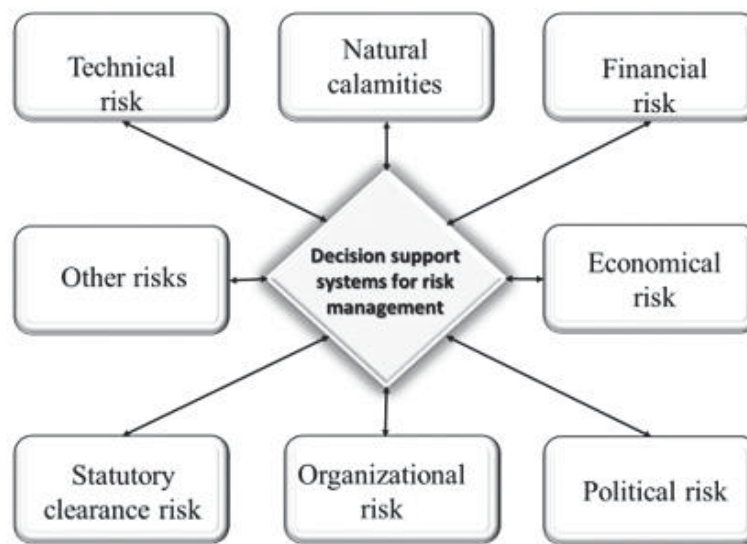 Technical
risk
Natural
calamities
Financial
risk
Other risks
Decision support
systems for risk
management
Economical
risk
Statutory
clearance risk
Organizational
risk
Political risk